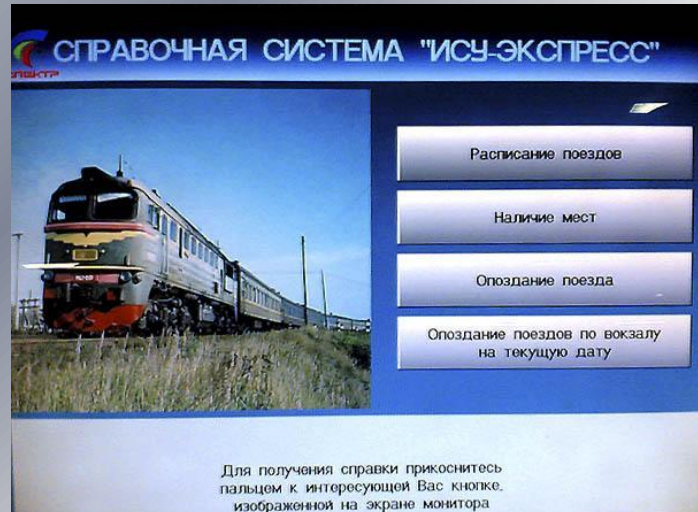 СПРАВОЧНАЯ СИСТЕМА "ИСУ-ЭКСПРЕСС"
Расписание поездов
Наличие мест
Опоздание поезда
Опоздание поездов по вокзалу
на текущую дату
Для получения справки прикоснитесь
пальцем к интересующей Вас кнопке,
изображенной на экране монитора